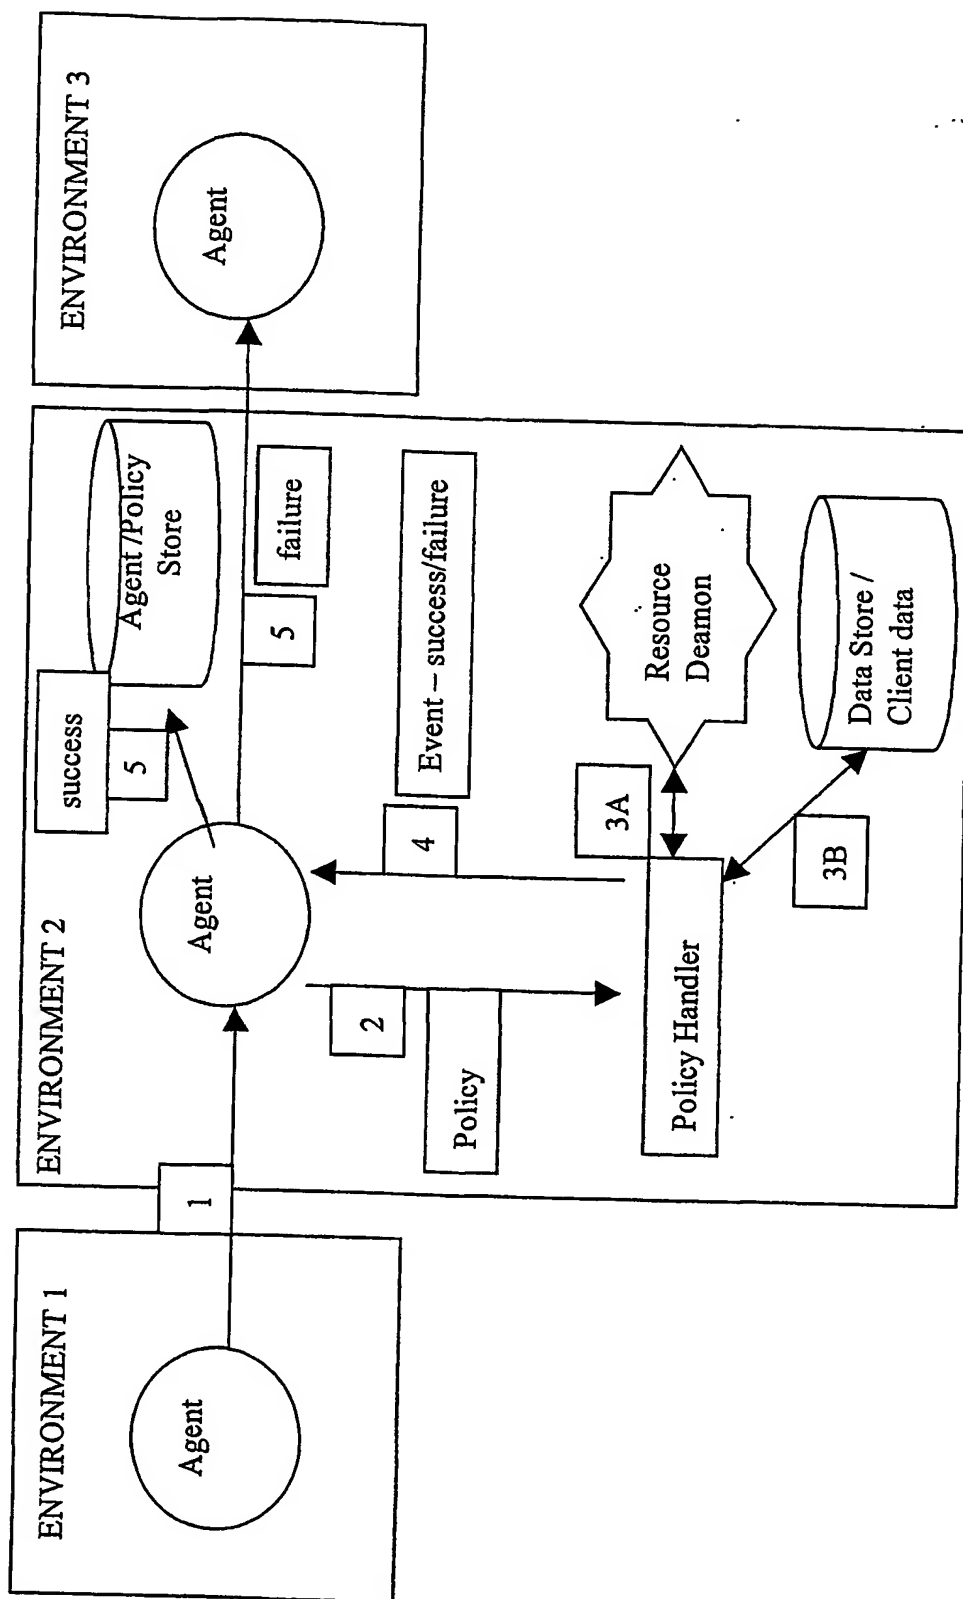 ENVIRONMENT 1
Agent
1
ENVIRONMENT 2
Agent
success
5
Agent /Policy
Store
5
failure
2
Policy
4
Event – success/failure
Policy Handler
3A
Resource
Deamon
3B
Data Store /
Client data
ENVIRONMENT 3
Agent